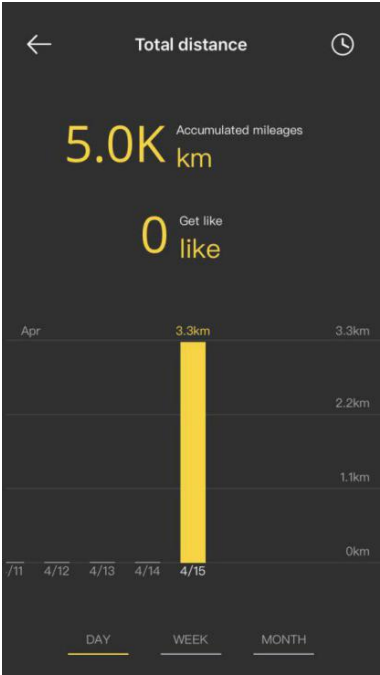 Total distance
5.0K Accumulated mileages
km
0 Get like
like
Apr 3.3km 3.3km
2.2km
1.1km
0km
/11 4/12 4/13 4/14 4/15
DAY WEEK MONTH